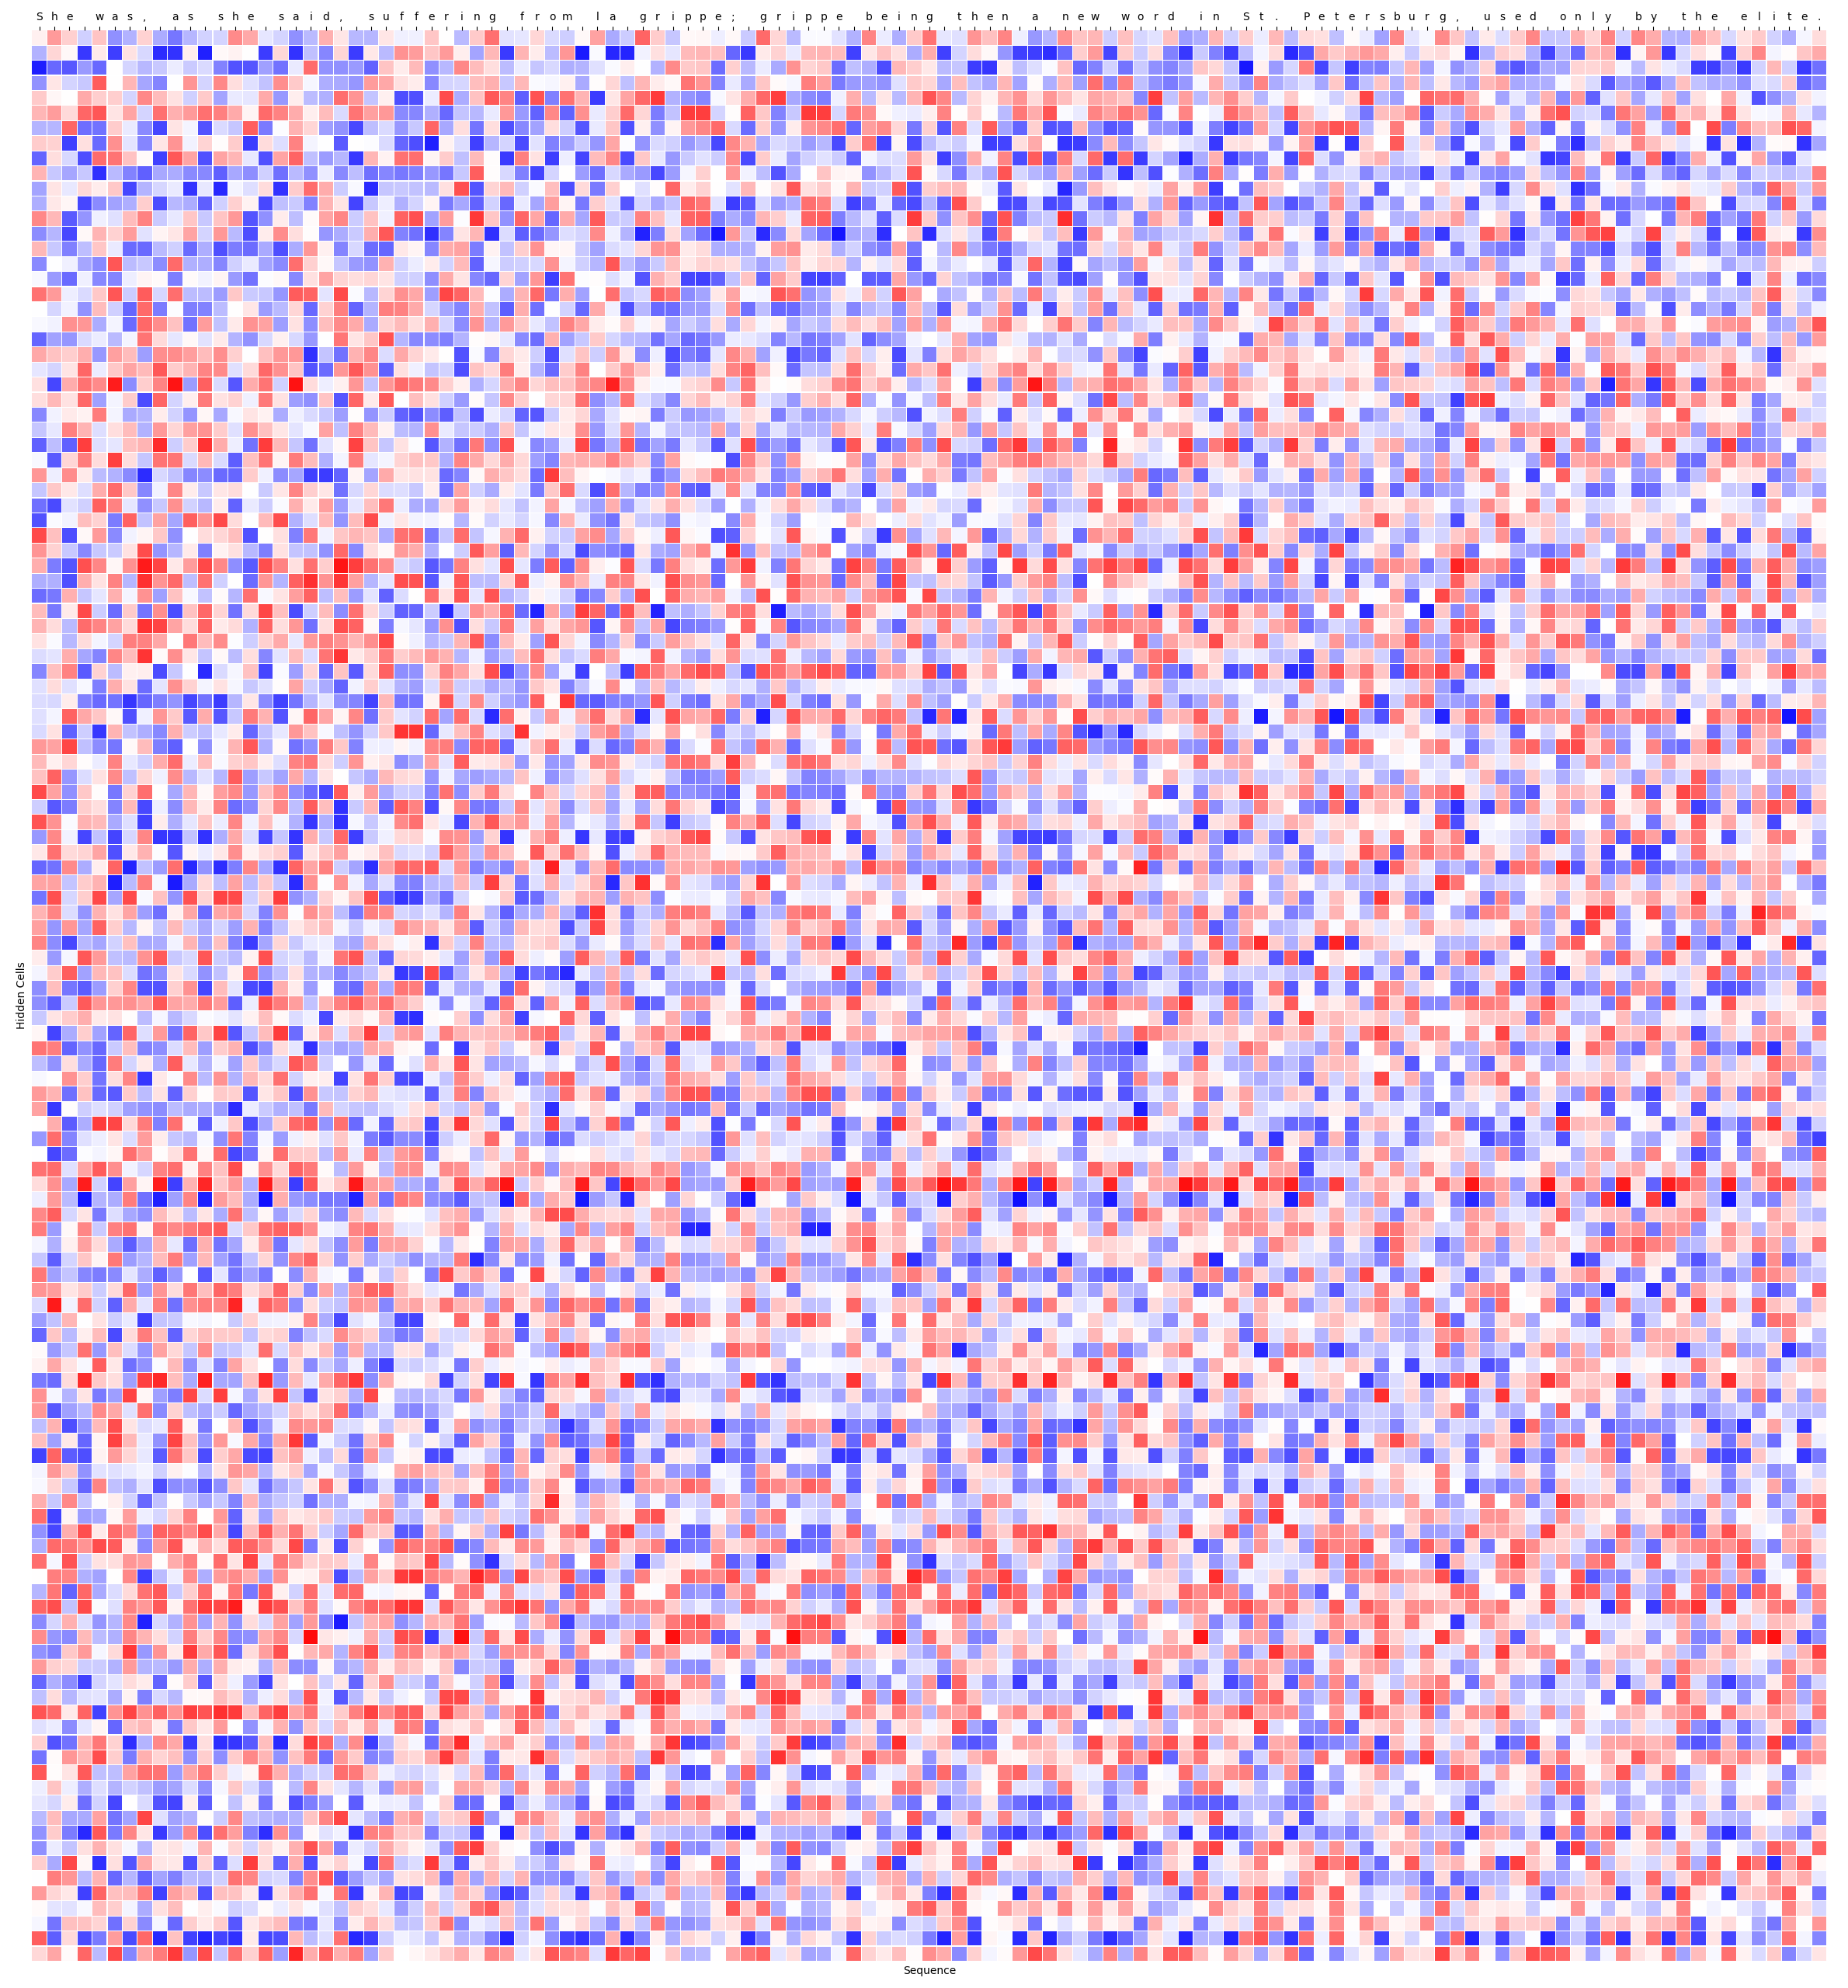 She was, as she said, suffering from la grippe; grippe being then a new word in St. Petersburg, used only by the elite.
Hidden Cells
Sequence